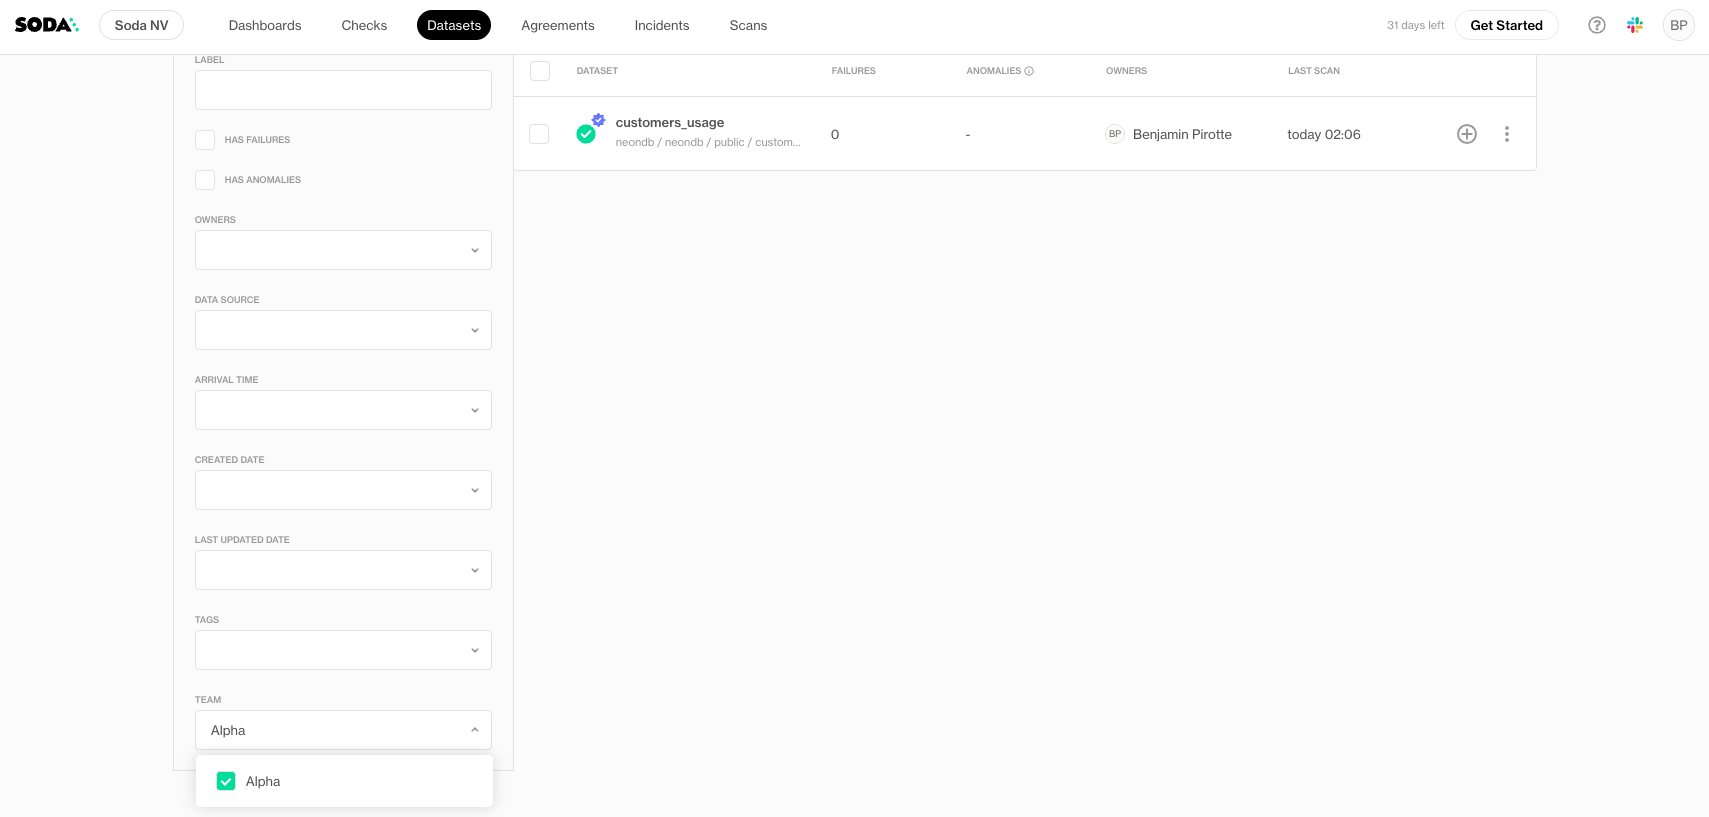 SODA
Soda NV
Dashboards
Checks
Datasets
Agreements
Incidents
Scans
31 days left
Get Started
BP
LABEL
HAS FAILURES
HAS ANOMALIES
OWNERS
DATA SOURCE
ARRIVAL TIME
CREATED DATE
LAST UPDATED DATE
TAGS
TEAM
Alpha
Alpha
DATASET
FAILURES
ANOMALIES
OWNERS
LAST SCAN
customers_usage
neondb / neondb / public / custom...
0
-
BP
Benjamin Pirotte
today 02:06